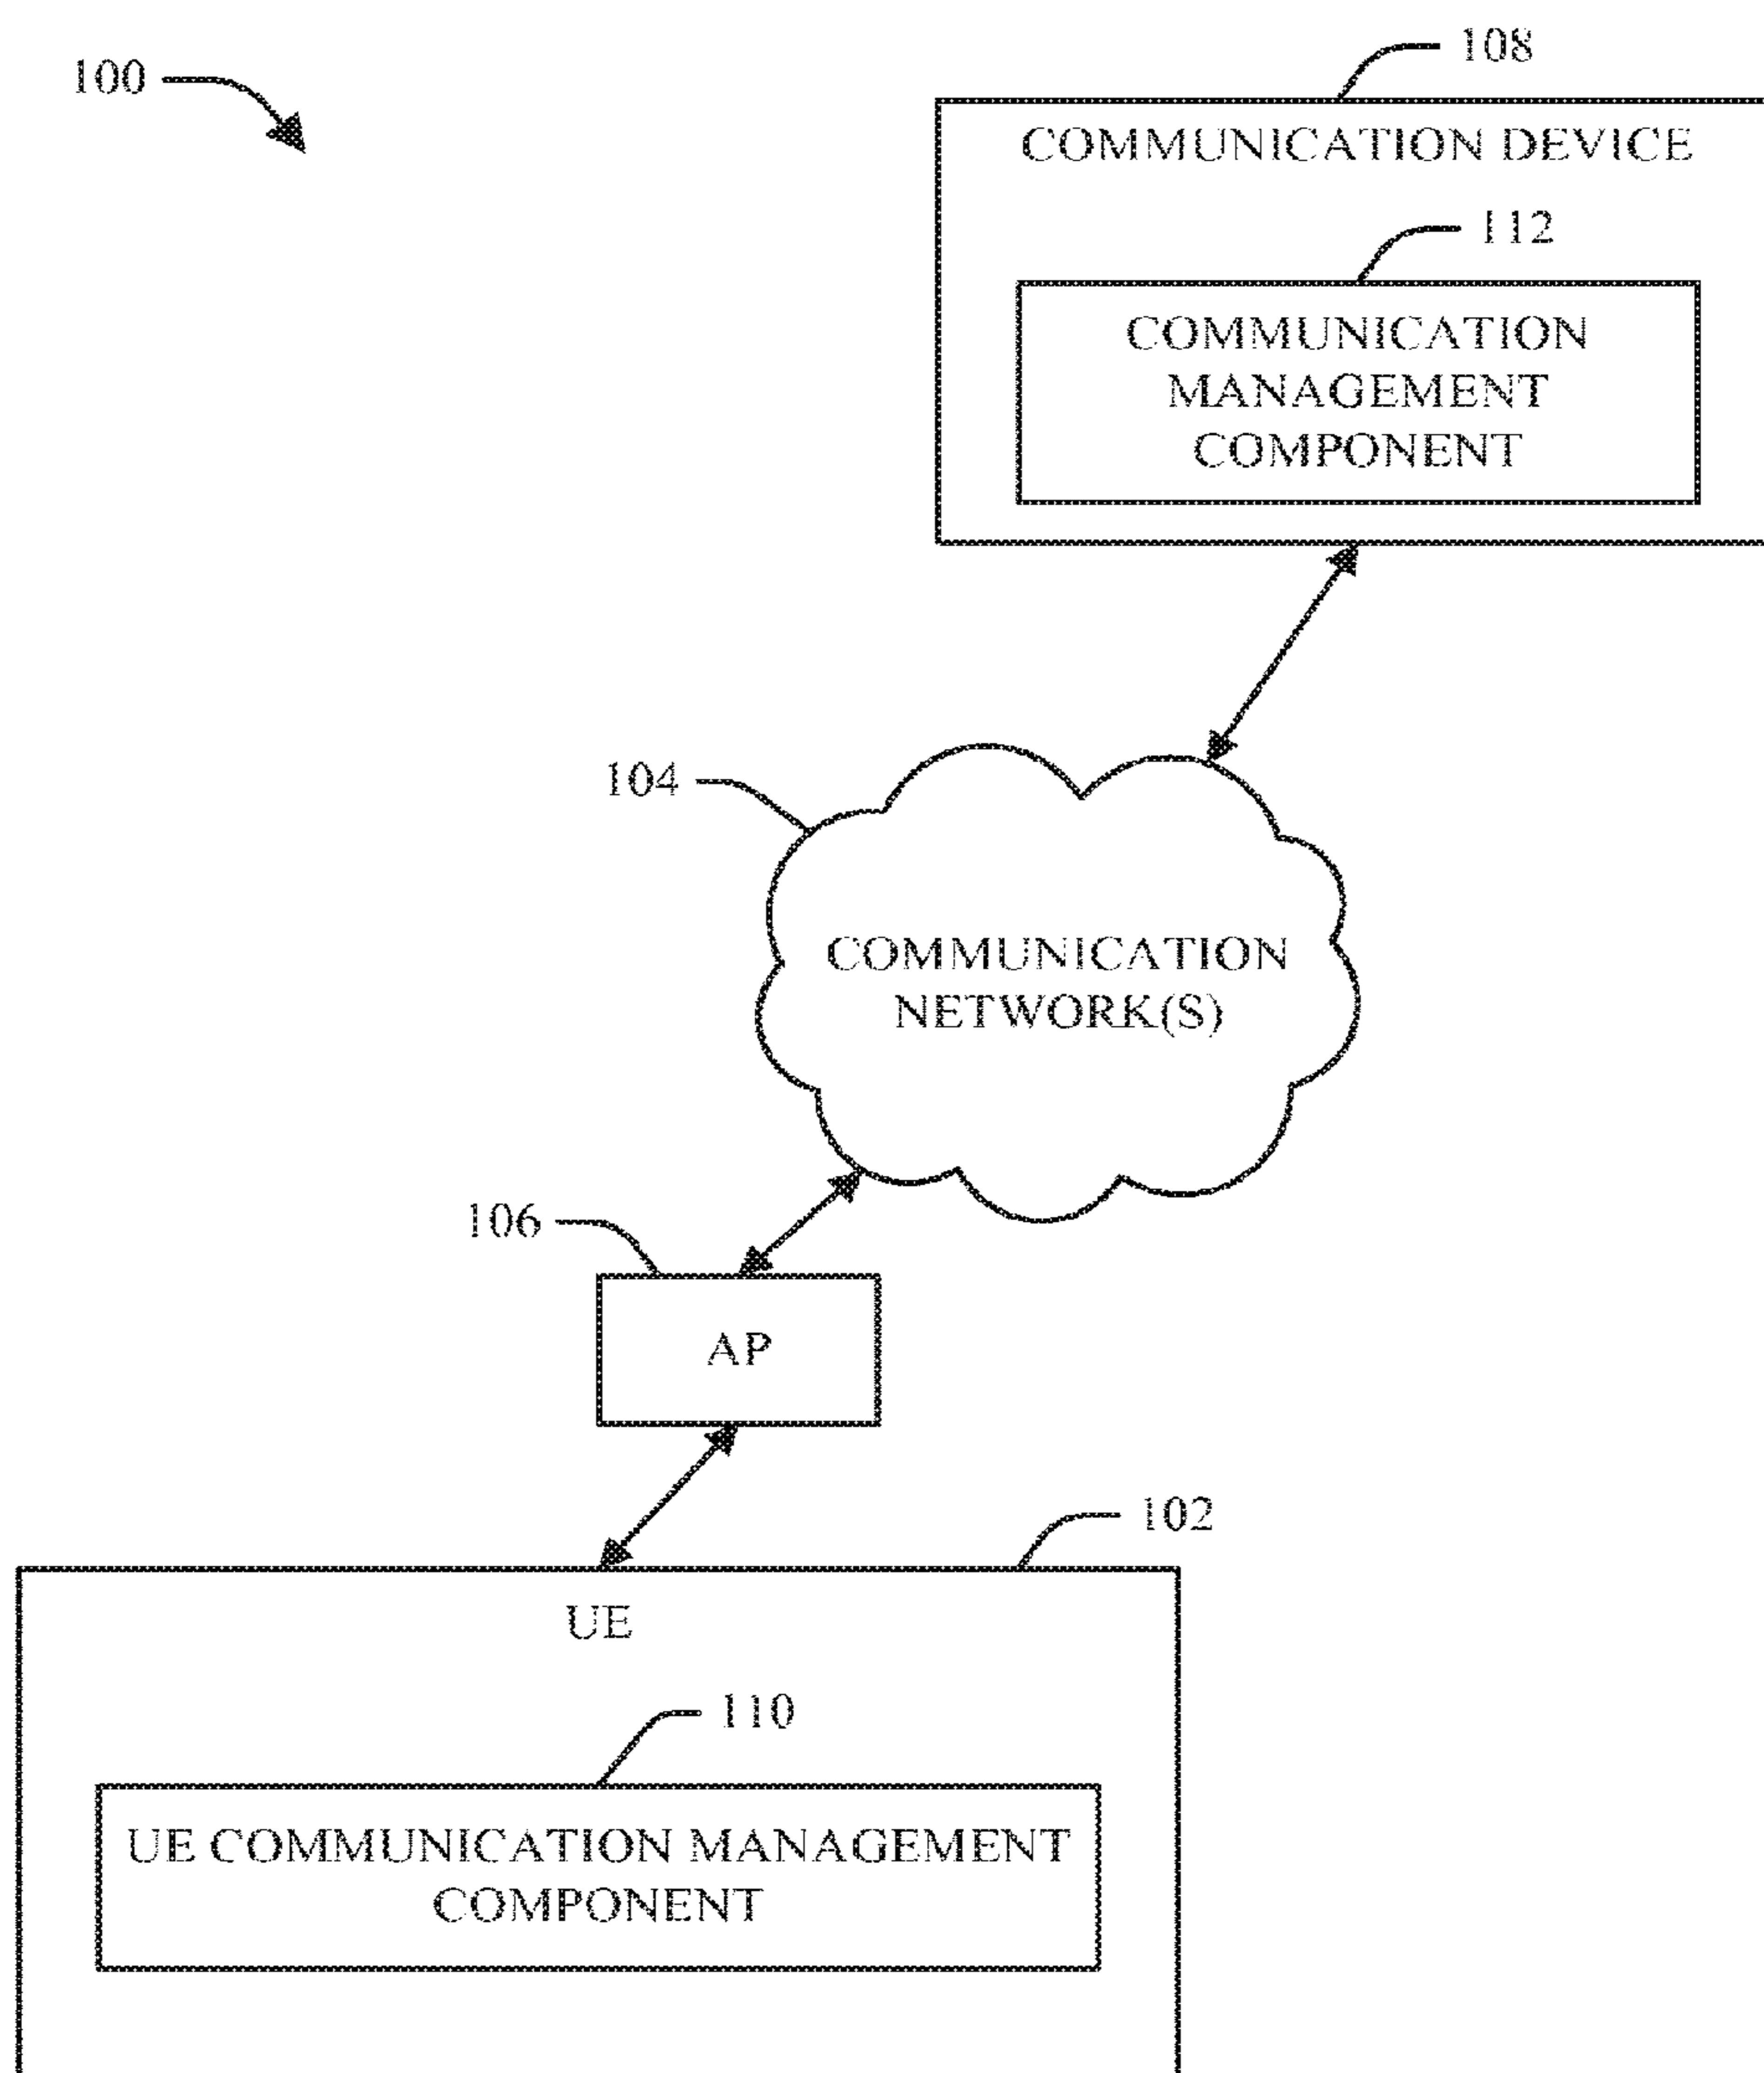 100
108
COMMUNICATION DEVICE
112
COMMUNICATION
MANAGEMENT
COMPONENT
104
COMMUNICATION
NETWORK(S)
106
AP
102
UE
110
UE COMMUNICATION MANAGEMENT
COMPONENT